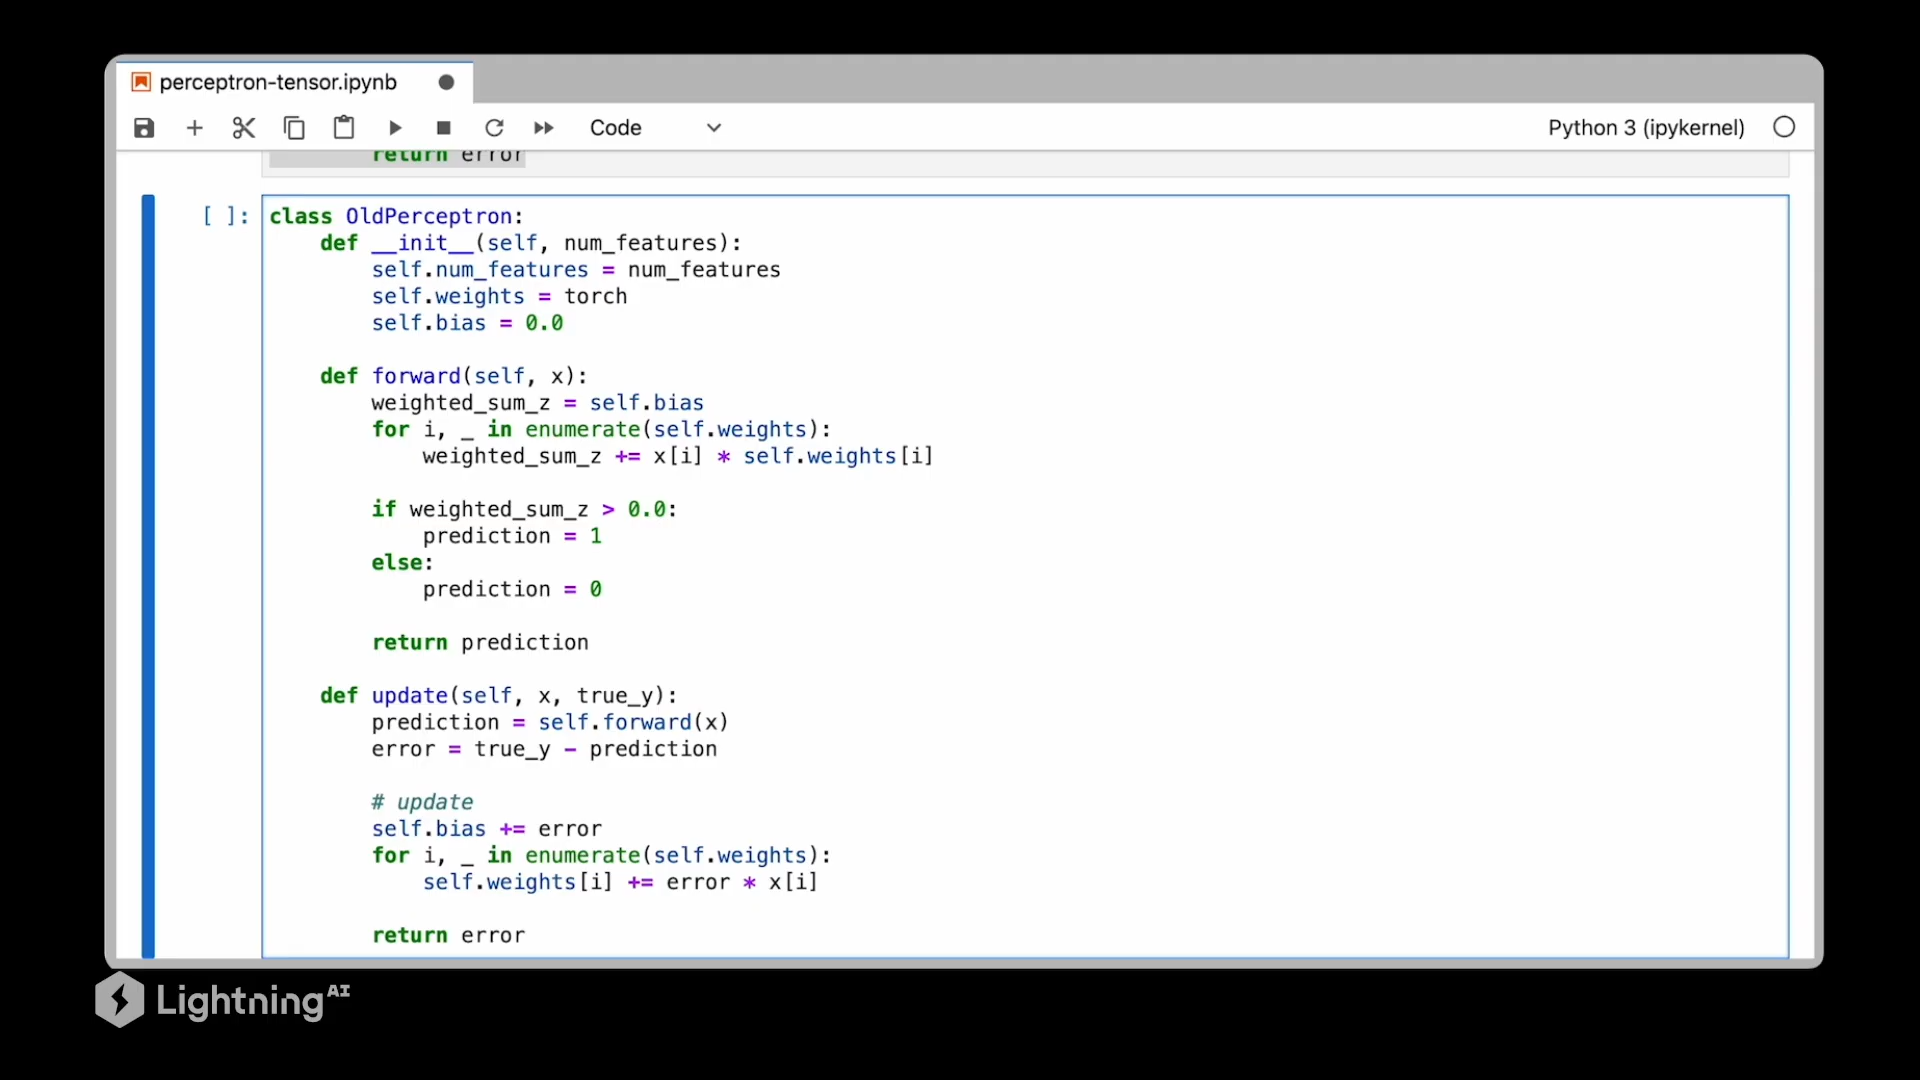 perceptron-tensor.ipynb
Code
Python 3 (ipykernel)
return error
[ ]:
class OldPerceptron:
    def __init__(self, num_features):
        self.num_features = num_features
        self.weights = torch
        self.bias = 0.0

    def forward(self, x):
        weighted_sum_z = self.bias
        for i, _ in enumerate(self.weights):
            weighted_sum_z += x[i] * self.weights[i]

        if weighted_sum_z > 0.0:
            prediction = 1
        else:
            prediction = 0

        return prediction

    def update(self, x, true_y):
        prediction = self.forward(x)
        error = true_y - prediction

        # update
        self.bias += error
        for i, _ in enumerate(self.weights):
            self.weights[i] += error * x[i]

        return error
Lightning AI